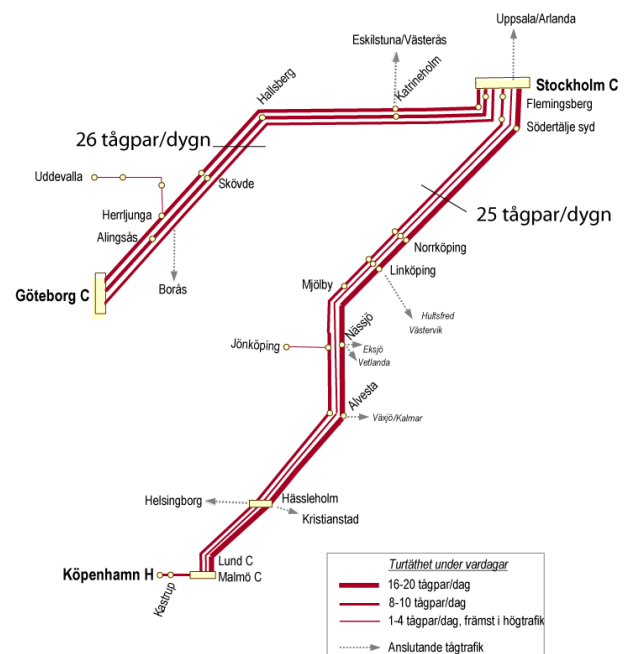 Uppsala/Arlanda
Eskilstuna/Västerås
Hallsberg
Katrineholm
Stockholm C
Flemingsberg
Södertälje syd
26 tågpar/dygn
Uddevalla
Skövde
Herrljunga
Alingsås
25 tågpar/dygn
Norrköping
Linköping
Göteborg C
Borås
Mjölby
Hultsfred
Västervik
Nässjö
Jönköping
Eksjö
Vetlanda
Alvesta
Växjö/Kalmar
Helsingborg
Hässleholm
Kristianstad
Lund C
Köpenhamn H
Malmö C
Kastrup
Turtäthet under vardagar
16-20 tågpar/dag
8-10 tågpar/dag
1-4 tågpar/dag, främst i högtrafik
Anslutande tågtrafik